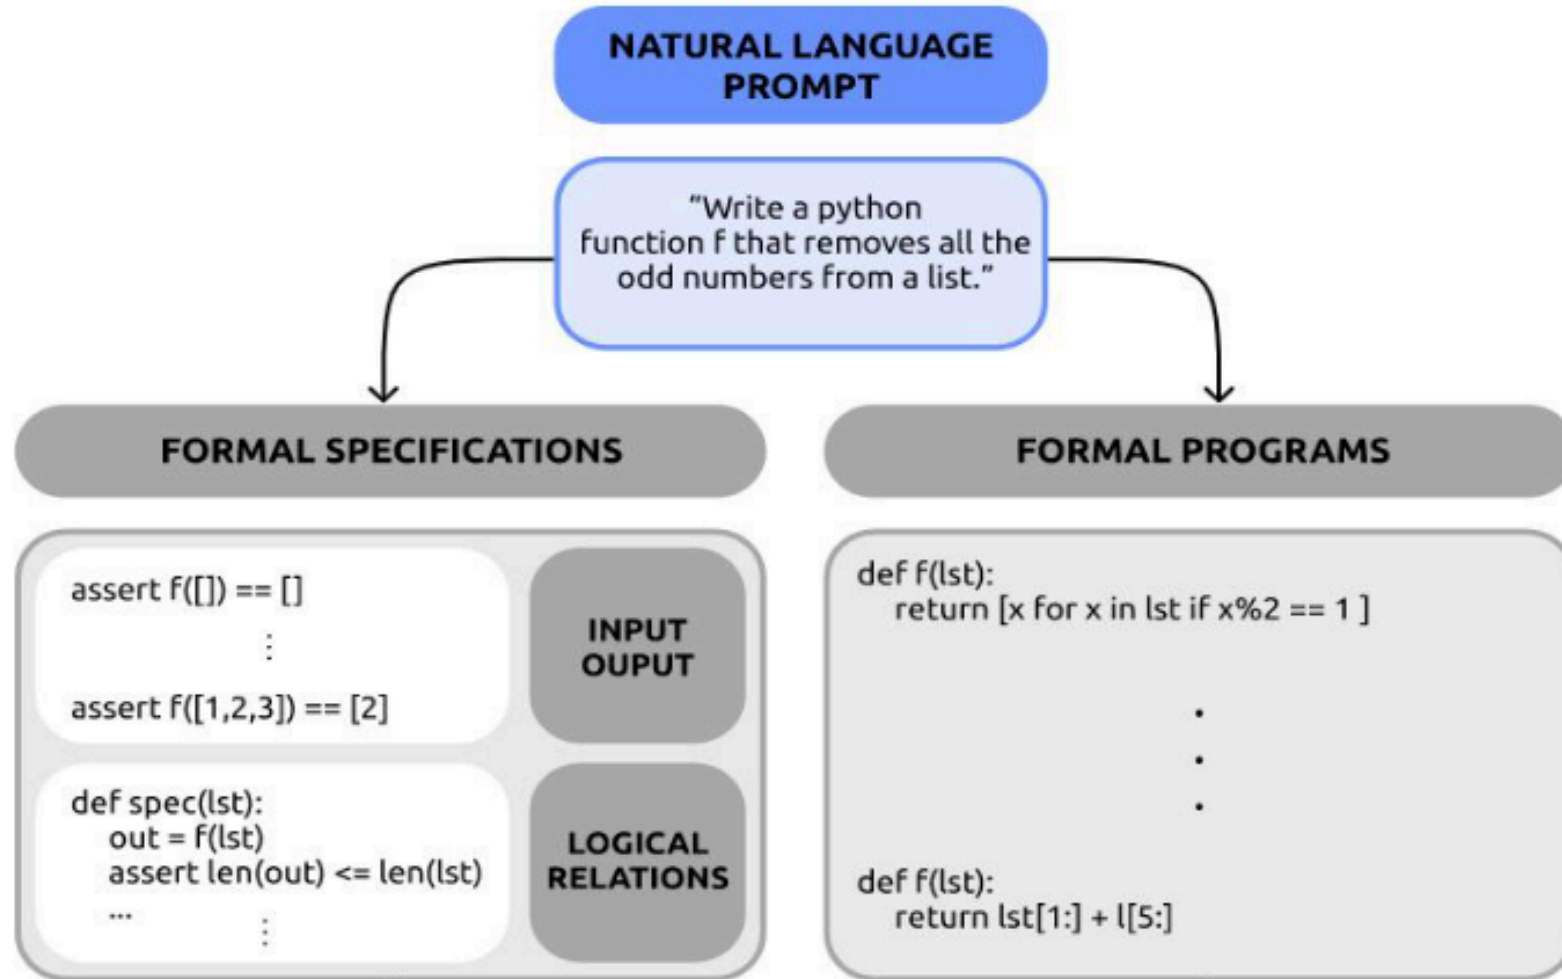 NATURAL LANGUAGE
PROMPT
"Write a python
function f that removes all the
odd numbers from a list."
FORMAL SPECIFICATIONS
assert f([]) == []
⋮
assert f([1,2,3]) == [2]
INPUT
OUPUT
def spec(lst):
out = f(lst)
assert len(out) <= len(lst)
...
⋮
LOGICAL
RELATIONS
FORMAL PROGRAMS
def f(lst):
return [x for x in lst if x%2 == 1 ]
⋮
def f(lst):
return lst[1:] + l[5:]